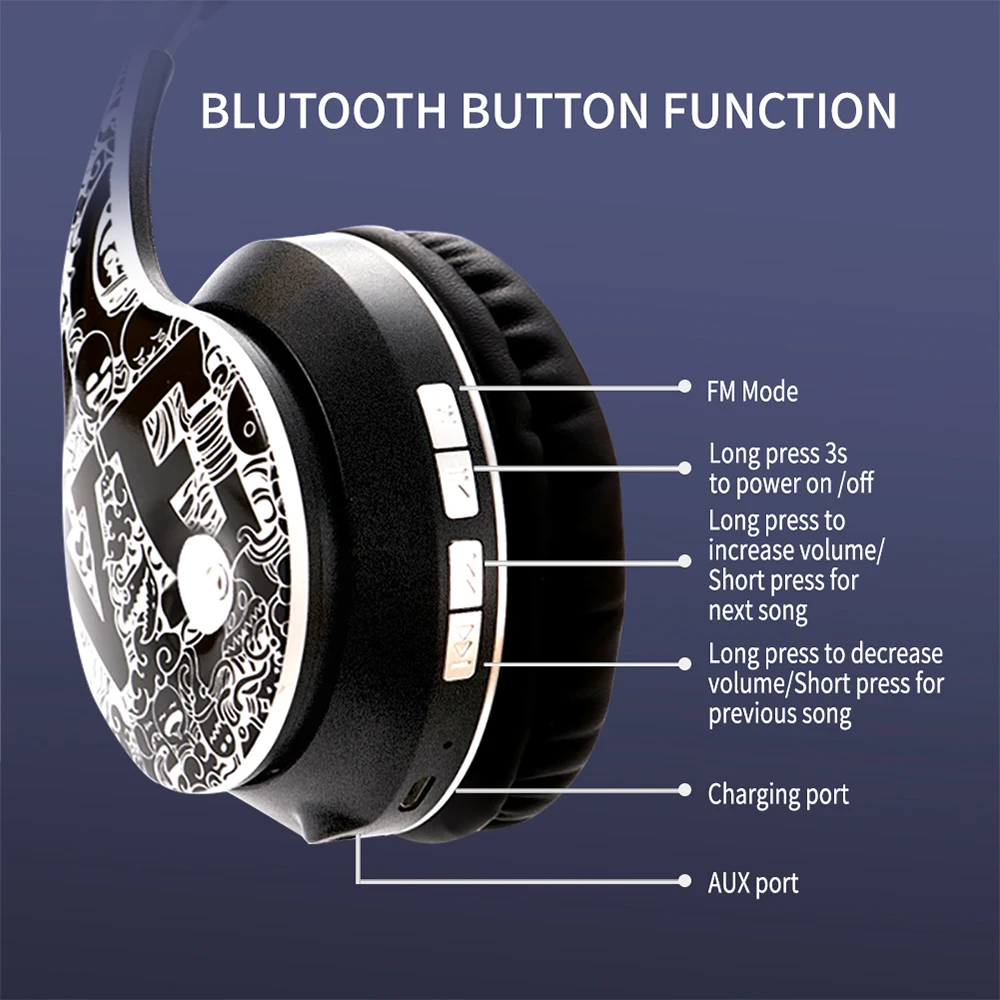 BLUTOOTH BUTTON FUNCTION
FM Mode
Long press 3s
to power on /off
Long press to
increase volume/
Short press for
next song
Long press to decrease
volume/Short press for
previous song
Charging port
AUX port